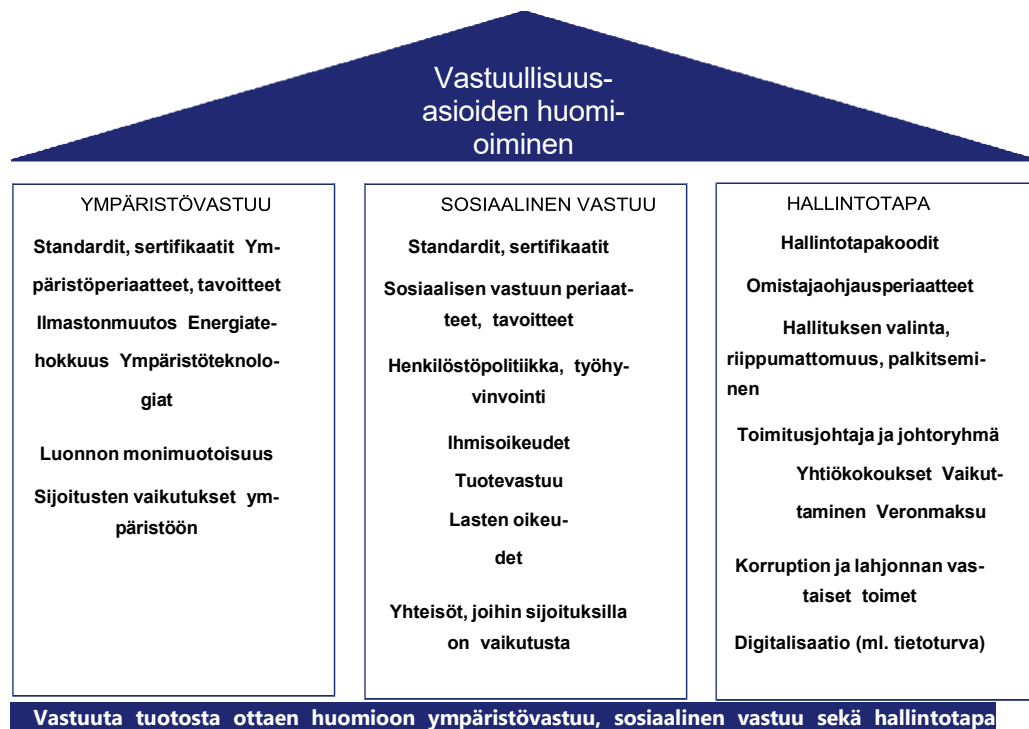 Vastuullisuus-
asioiden huomi-
oiminen
YMPÄRISTÖVASTUU
Standardit, sertifikaatit Ym-
päristöperiaatteet, tavoitteet
Ilmastonmuutos Energiate-
hokkuus Ympäristöteknolo-
giat
Luonnon monimuotoisuus
Sijoitusten vaikutukset ym-
päristöön
SOSIAALINEN VASTUU
Standardit, sertifikaatit
Sosiaalisen vastuun periaat-
teet, tavoitteet
Henkilöstöpolitiikka, työhy-
vinvointi
Ihmisoikeudet
Tuotevastuu
Lasten oikeu-
det
Yhteisöt, joihin sijoituksilla
on vaikutusta
HALLINTOTAPA
Hallintotapakoodit
Omistajaohjausperiaatteet
Hallituksen valinta,
riippumattomuus, palkitsemi-
nen
Toimitusjohtaja ja johtoryhmä
Yhtiökokoukset Vaikut-
taminen Veronmaksu
Korruption ja lahjonnan vas-
taiset toimet
Digitalisaatio (ml. tietoturva)
Vastuuta tuotosta ottaen huomioon ympäristövastuu, sosiaalinen vastuu sekä hallintotapa